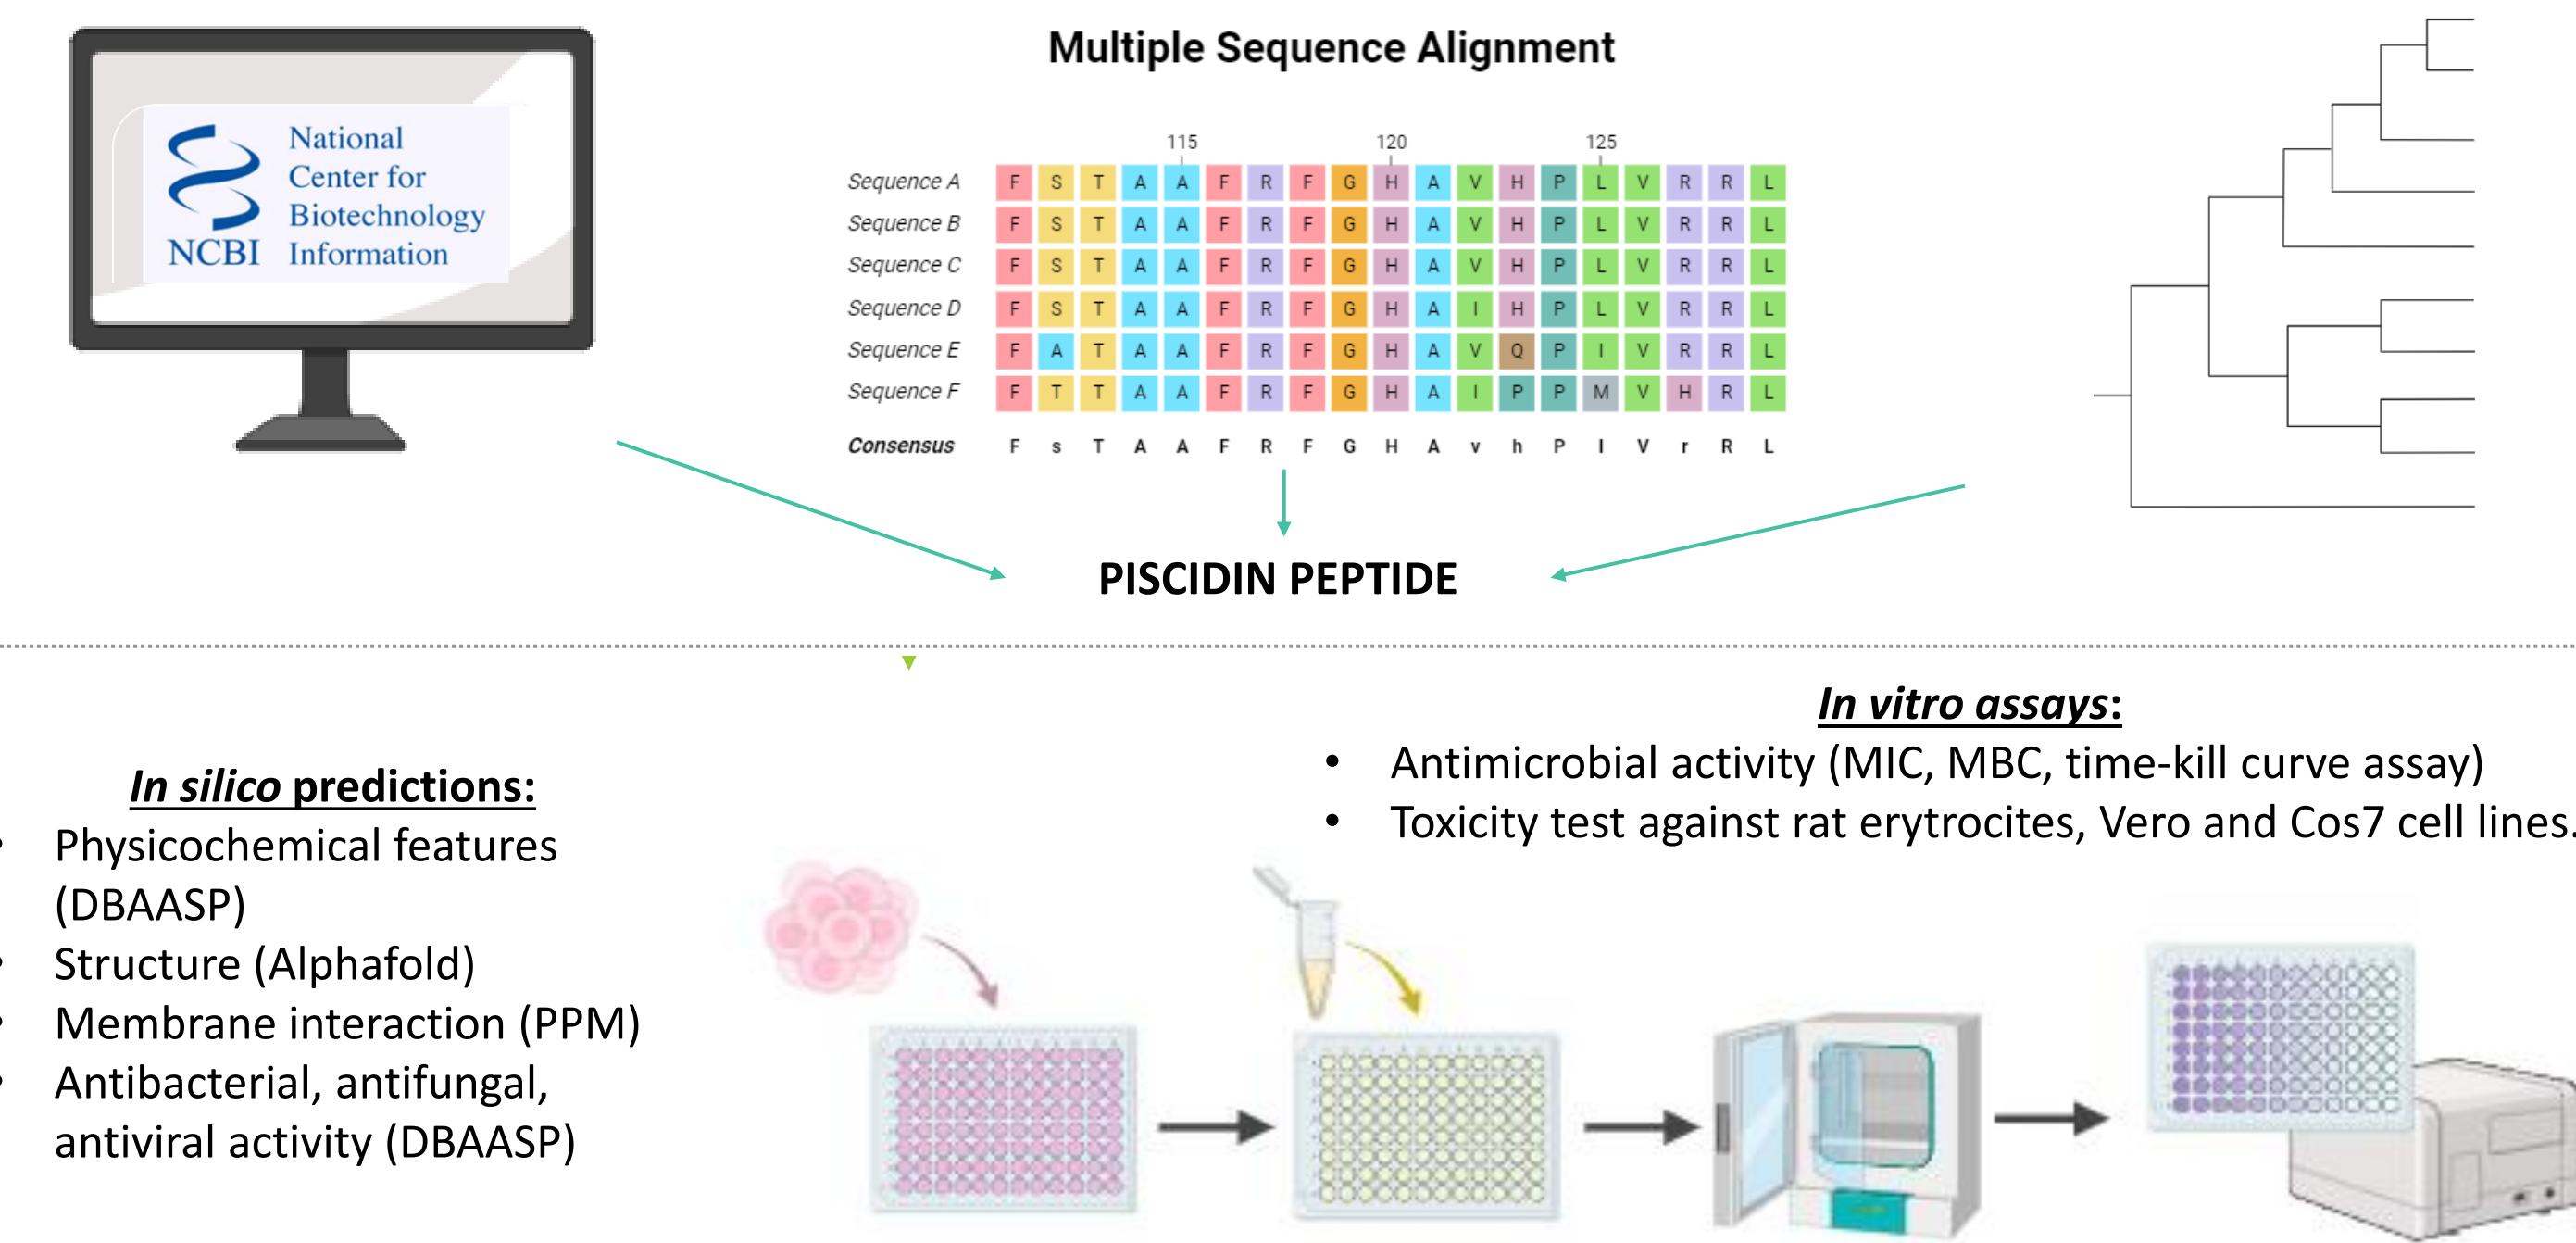 National
Center for
Biotechnology
Information
NCBI
Multiple Sequence Alignment
115 120 125
Sequence A F S T A A F R F G H A V H P L V R R L
Sequence B F S T A A F R F G H A V H P L V R R L
Sequence C F S T A A F R F G H A V H P L V R R L
Sequence D F S T A A F R F G H A I H P L V R R L
Sequence E F A T A A F R F G H A V Q P I V R R L
Sequence F F T T A A F R F G H A I P P M V H R L
Consensus F s T A A F R F G H A v h P l V r R L
PISCIDIN PEPTIDE
In silico predictions:
• Physicochemical features
(DBAASP)
• Structure (Alphafold)
• Membrane interaction (PPM)
• Antibacterial, antifungal,
antiviral activity (DBAASP)
In vitro assays:
• Antimicrobial activity (MIC, MBC, time-kill curve assay)
• Toxicity test against rat erytrocites, Vero and Cos7 cell lines.